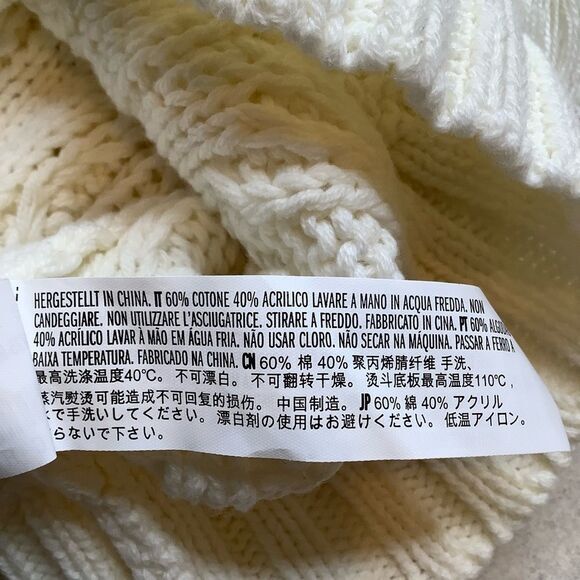 HERGESTELLT IN CHINA. IT 60% COTONE 40% ACRILICO LAVARE A MANO IN ACQUA FREDDA. NON
CANDEGGIARE. NON UTILIZZARE L'ASCIUGATRICE. STIRARE A FREDDO. FABBRICATO IN CINA. PT 60%
40% ACRÍLICO LAVAR À MÃO EM ÁGUA FRIA. NÃO USAR CLORO. NÃO SECAR NA MÁQUINA. PASSAR A FERRO A
BAIXA TEMPERATURA. FABRICADO NA CHINA. CN 60% 棉 40% 聚丙烯腈纤维 手洗、
最高洗涤温度40℃。不可漂白。不可翻转干燥。熨斗底板最高温度110℃，
蒸汽熨烫可能造成不可回复的损伤。中国制造。JP 60% 綿 40% アクリル
水で手洗いしてください。漂白剤の使用はお避けください。低温アイロン。
らないで下さい。